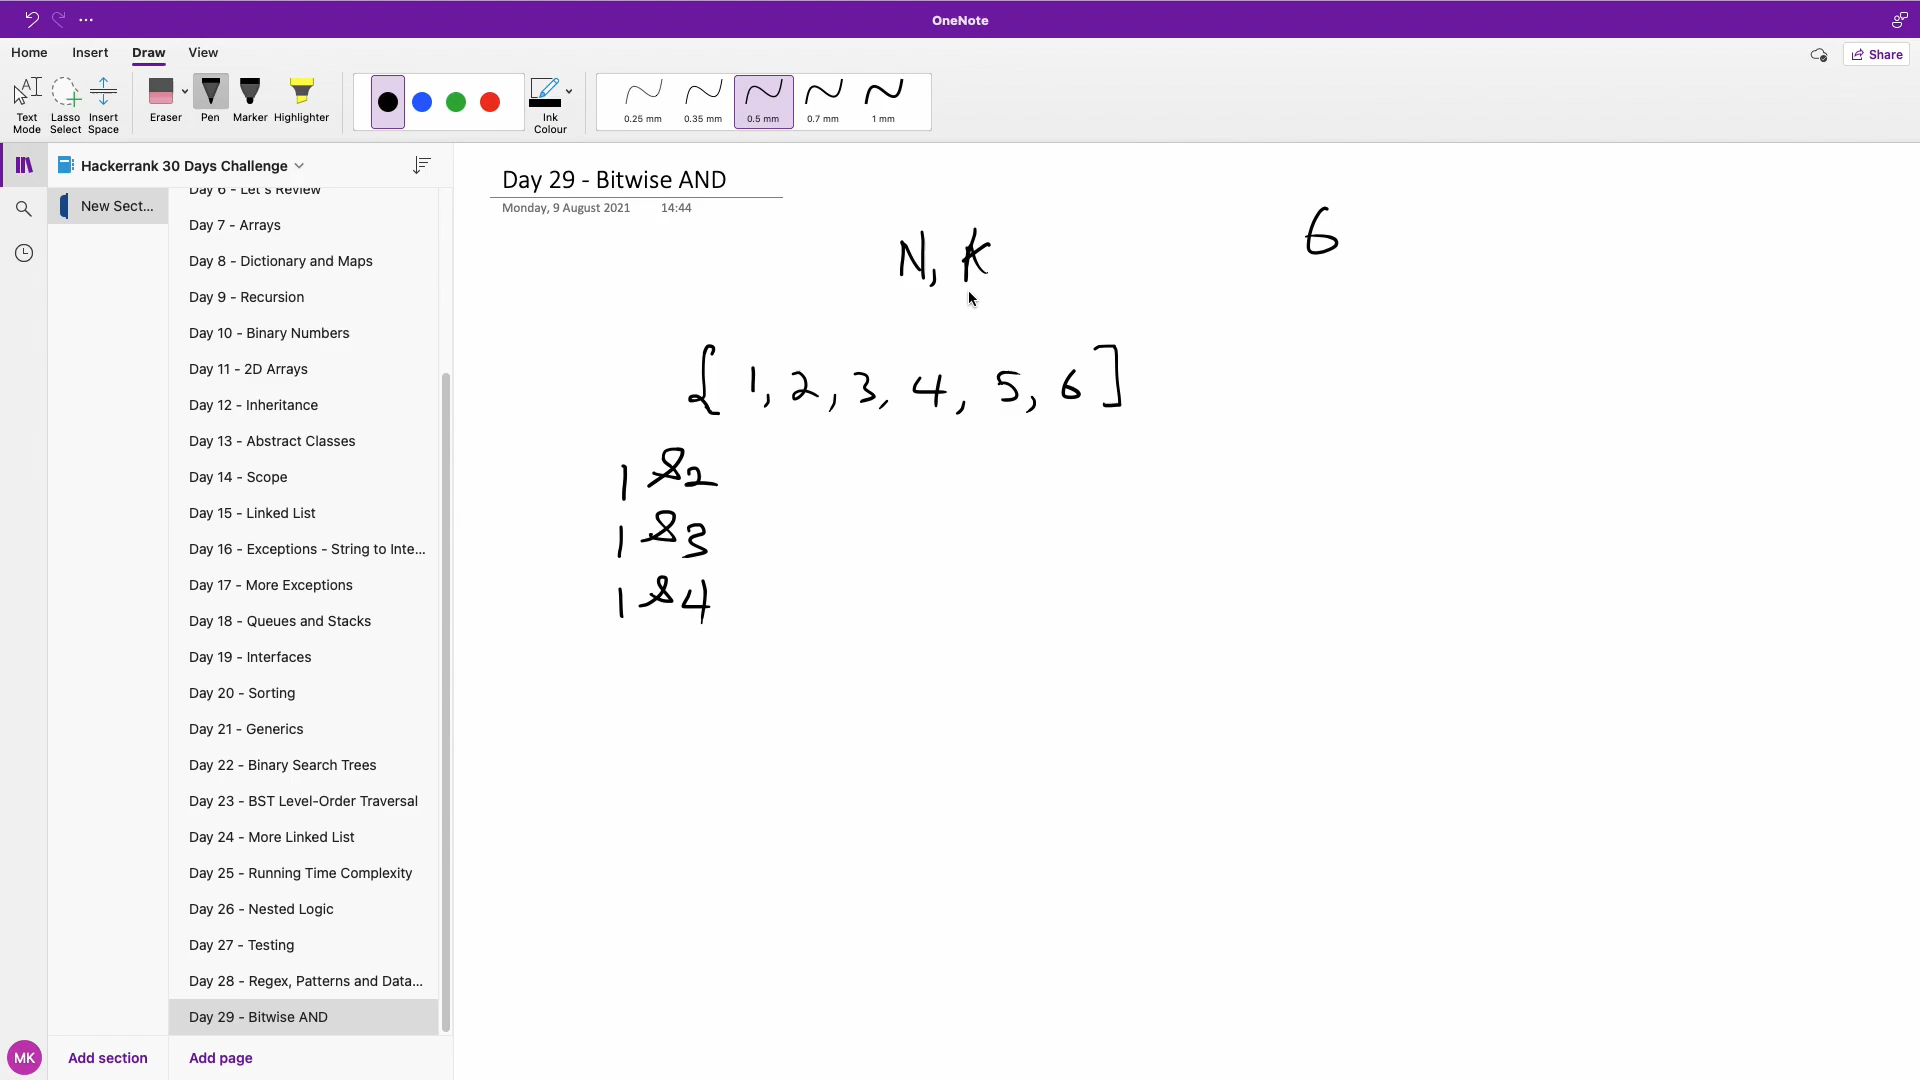 OneNote
Home Insert Draw View
Share
Text Mode
Lasso Select
Insert Space
Eraser
Pen
Marker
Highlighter
Ink Colour
0.25 mm
0.35 mm
0.5 mm
0.7 mm
1 mm
Hackerrank 30 Days Challenge
New Sect...
Day 6 - Let's Review
Day 7 - Arrays
Day 8 - Dictionary and Maps
Day 9 - Recursion
Day 10 - Binary Numbers
Day 11 - 2D Arrays
Day 12 - Inheritance
Day 13 - Abstract Classes
Day 14 - Scope
Day 15 - Linked List
Day 16 - Exceptions - String to Inte...
Day 17 - More Exceptions
Day 18 - Queues and Stacks
Day 19 - Interfaces
Day 20 - Sorting
Day 21 - Generics
Day 22 - Binary Search Trees
Day 23 - BST Level-Order Traversal
Day 24 - More Linked List
Day 25 - Running Time Complexity
Day 26 - Nested Logic
Day 27 - Testing
Day 28 - Regex, Patterns and Data...
Day 29 - Bitwise AND
MK
Add section
Add page
Day 29 - Bitwise AND
Monday, 9 August 2021 14:44
N, K
6
[ 1, 2, 3, 4, 5, 6 ]
1 & 2
1 & 3
1 & 4